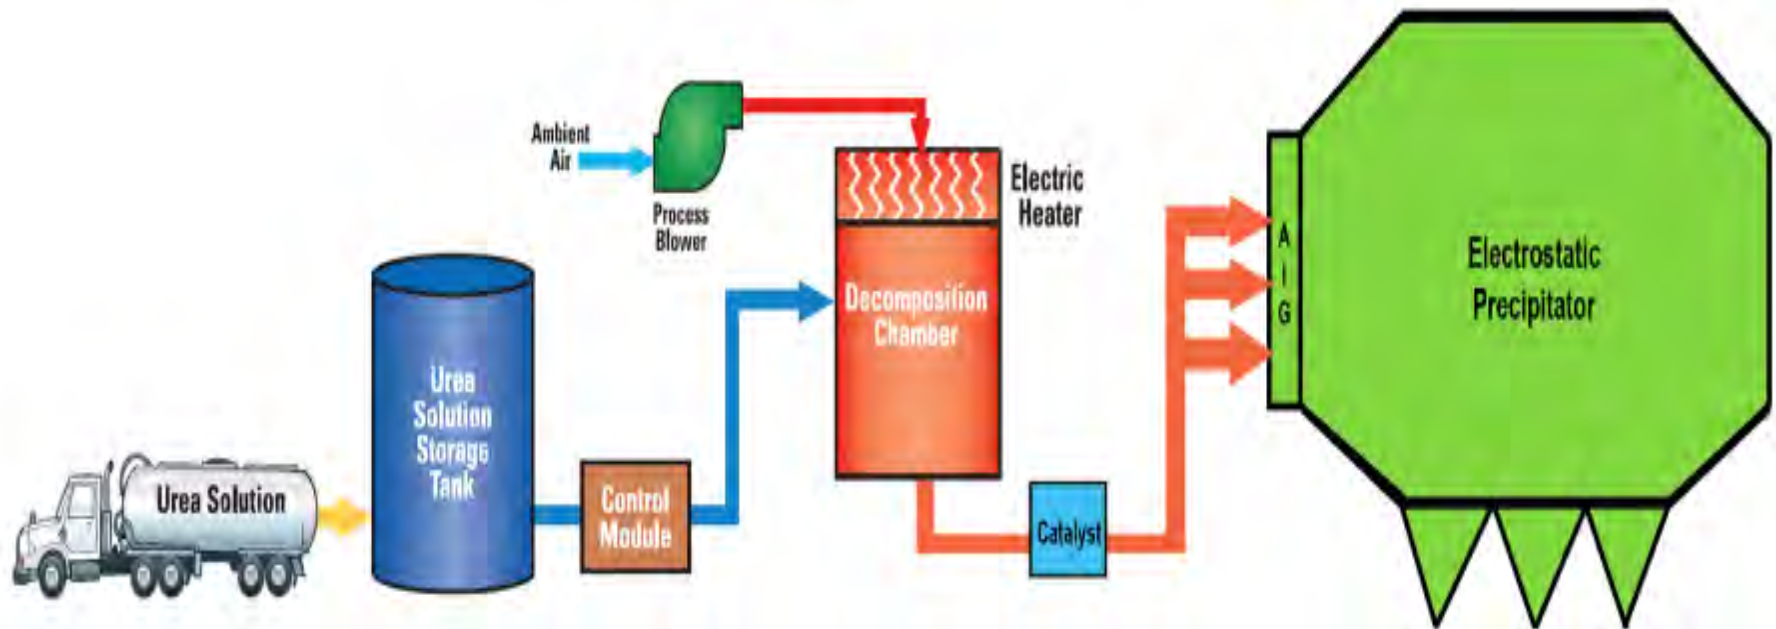 Ambient
Air
Process
Blower
Electric
Heater
Decomposition
Chamber
Urea
Solution
Storage
Tank
Urea Solution
Control
Module
Catalyst
A
I
G
Electrostatic
Precipitator